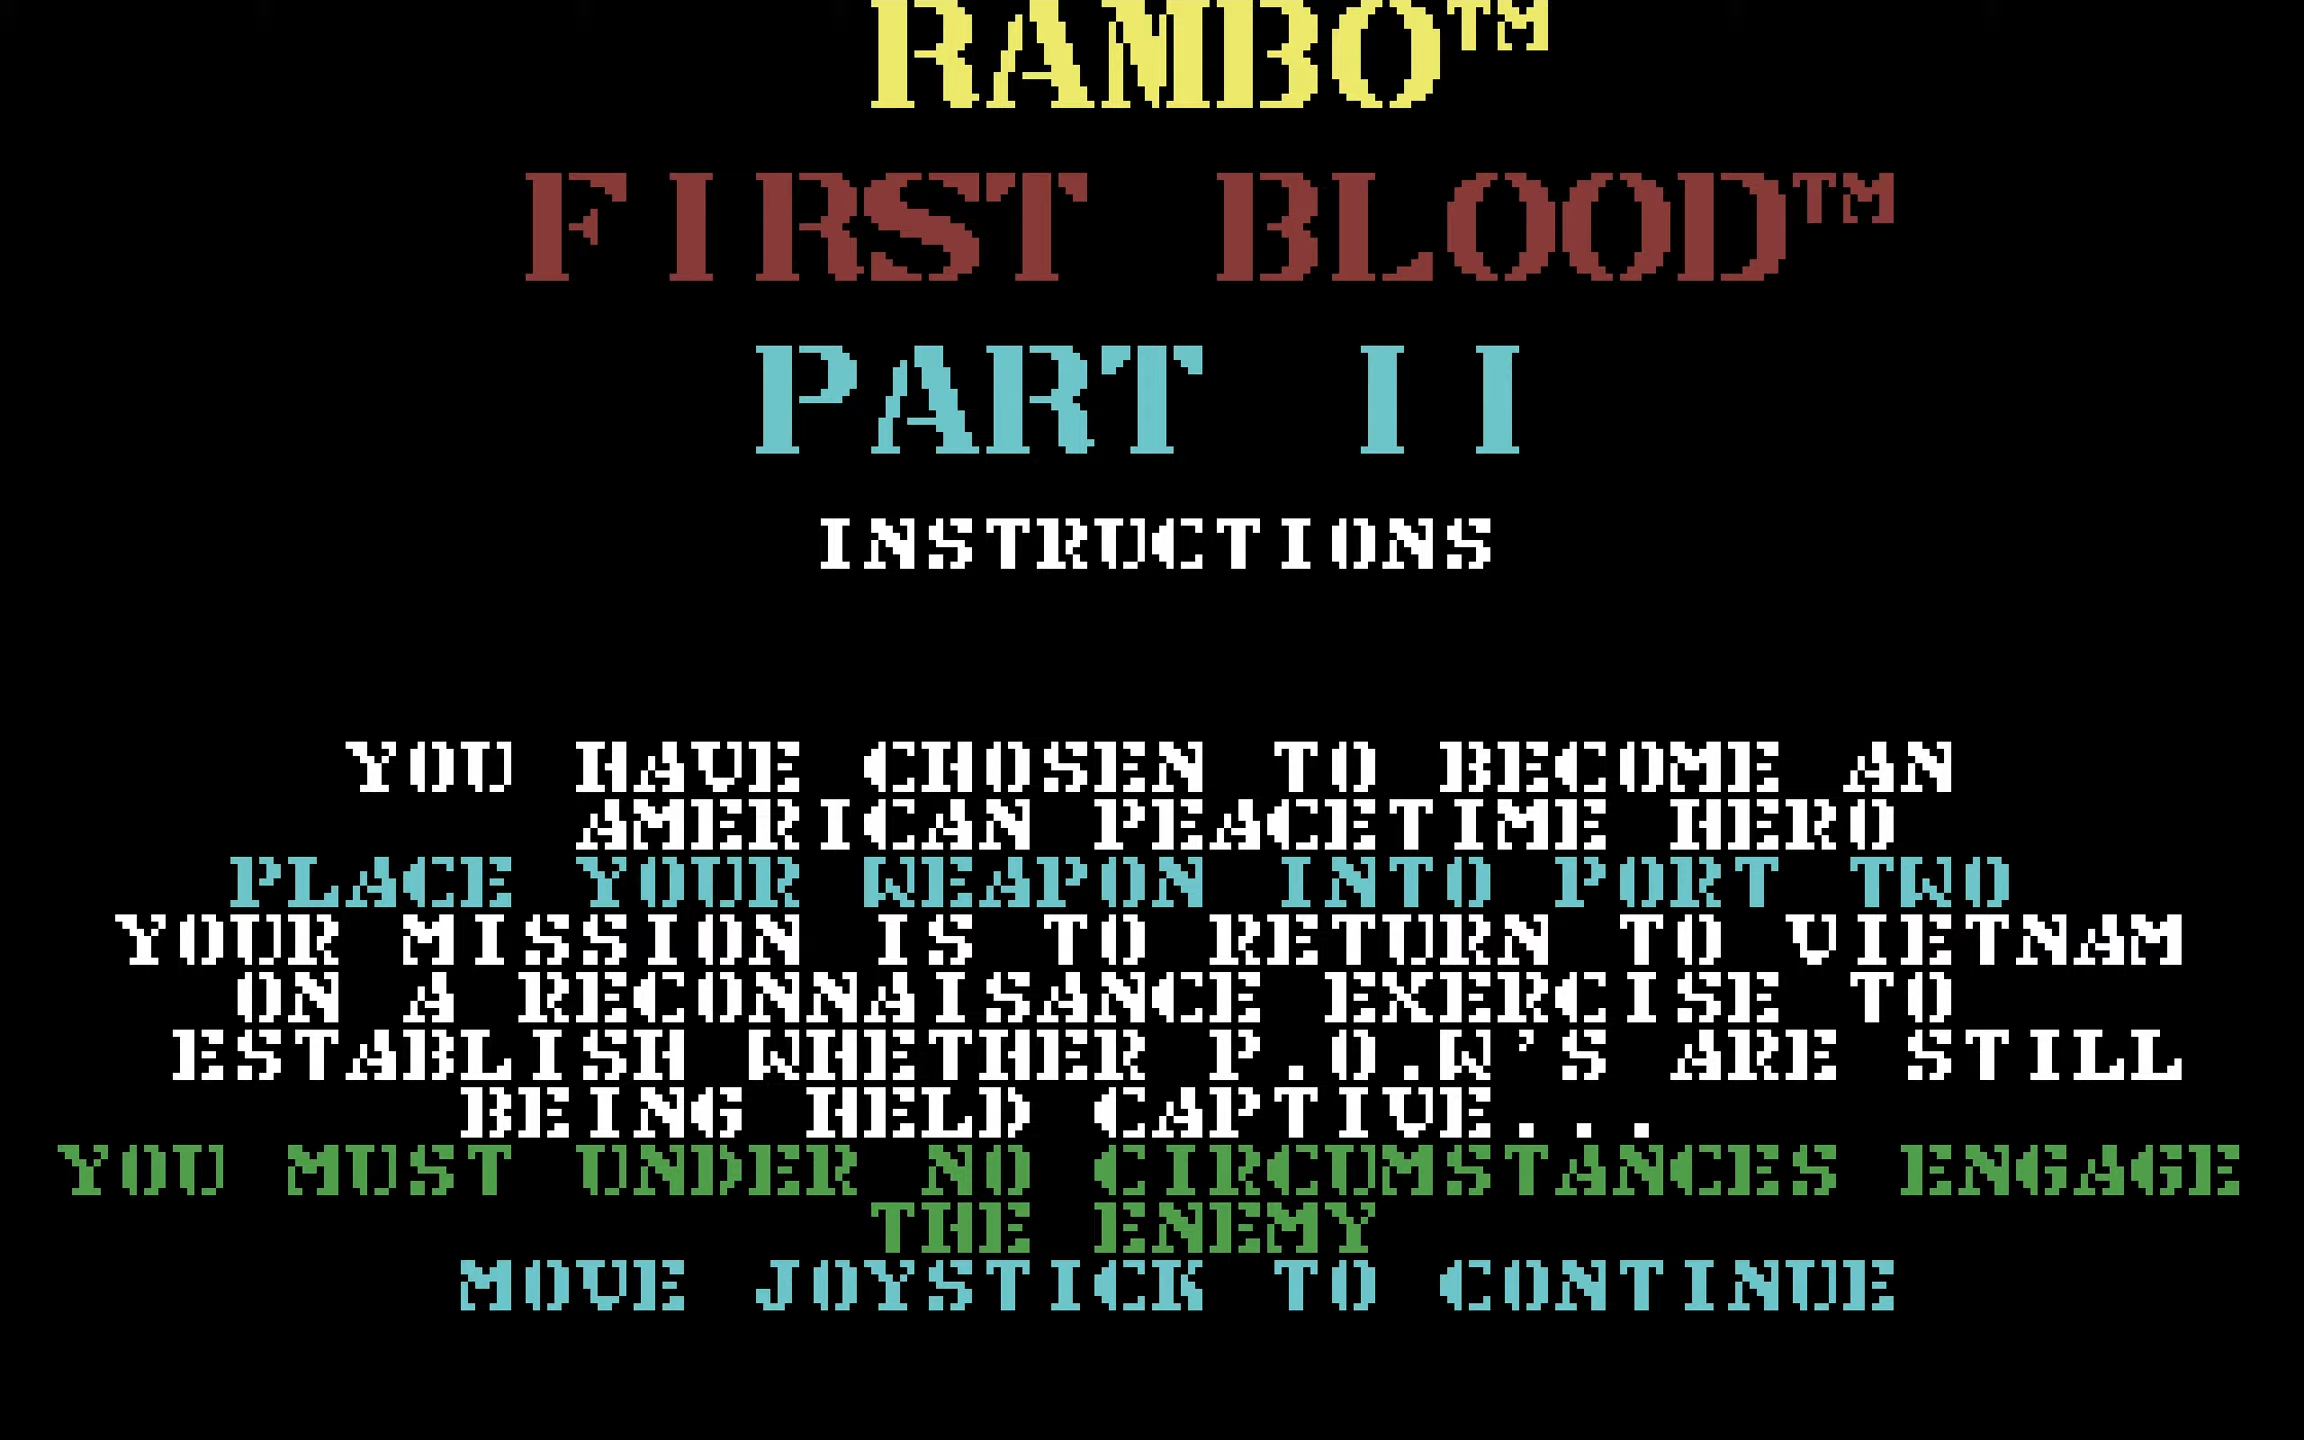 RAMBO™
FIRST BLOOD™
PART II
INSTRUCTIONS
YOU HAVE CHOSEN TO BECOME AN
AMERICAN PEACETIME HERO
PLACE YOUR WEAPON INTO PORT TWO
YOUR MISSION IS TO RETURN TO VIETNAM
ON A RECONNAISANCE EXERCISE TO
ESTABLISH WHETHER P.O.W'S ARE STILL
BEING HELD CAPTIVE...
YOU MUST UNDER NO CIRCUMSTANCES ENGAGE
THE ENEMY
MOVE JOYSTICK TO CONTINUE